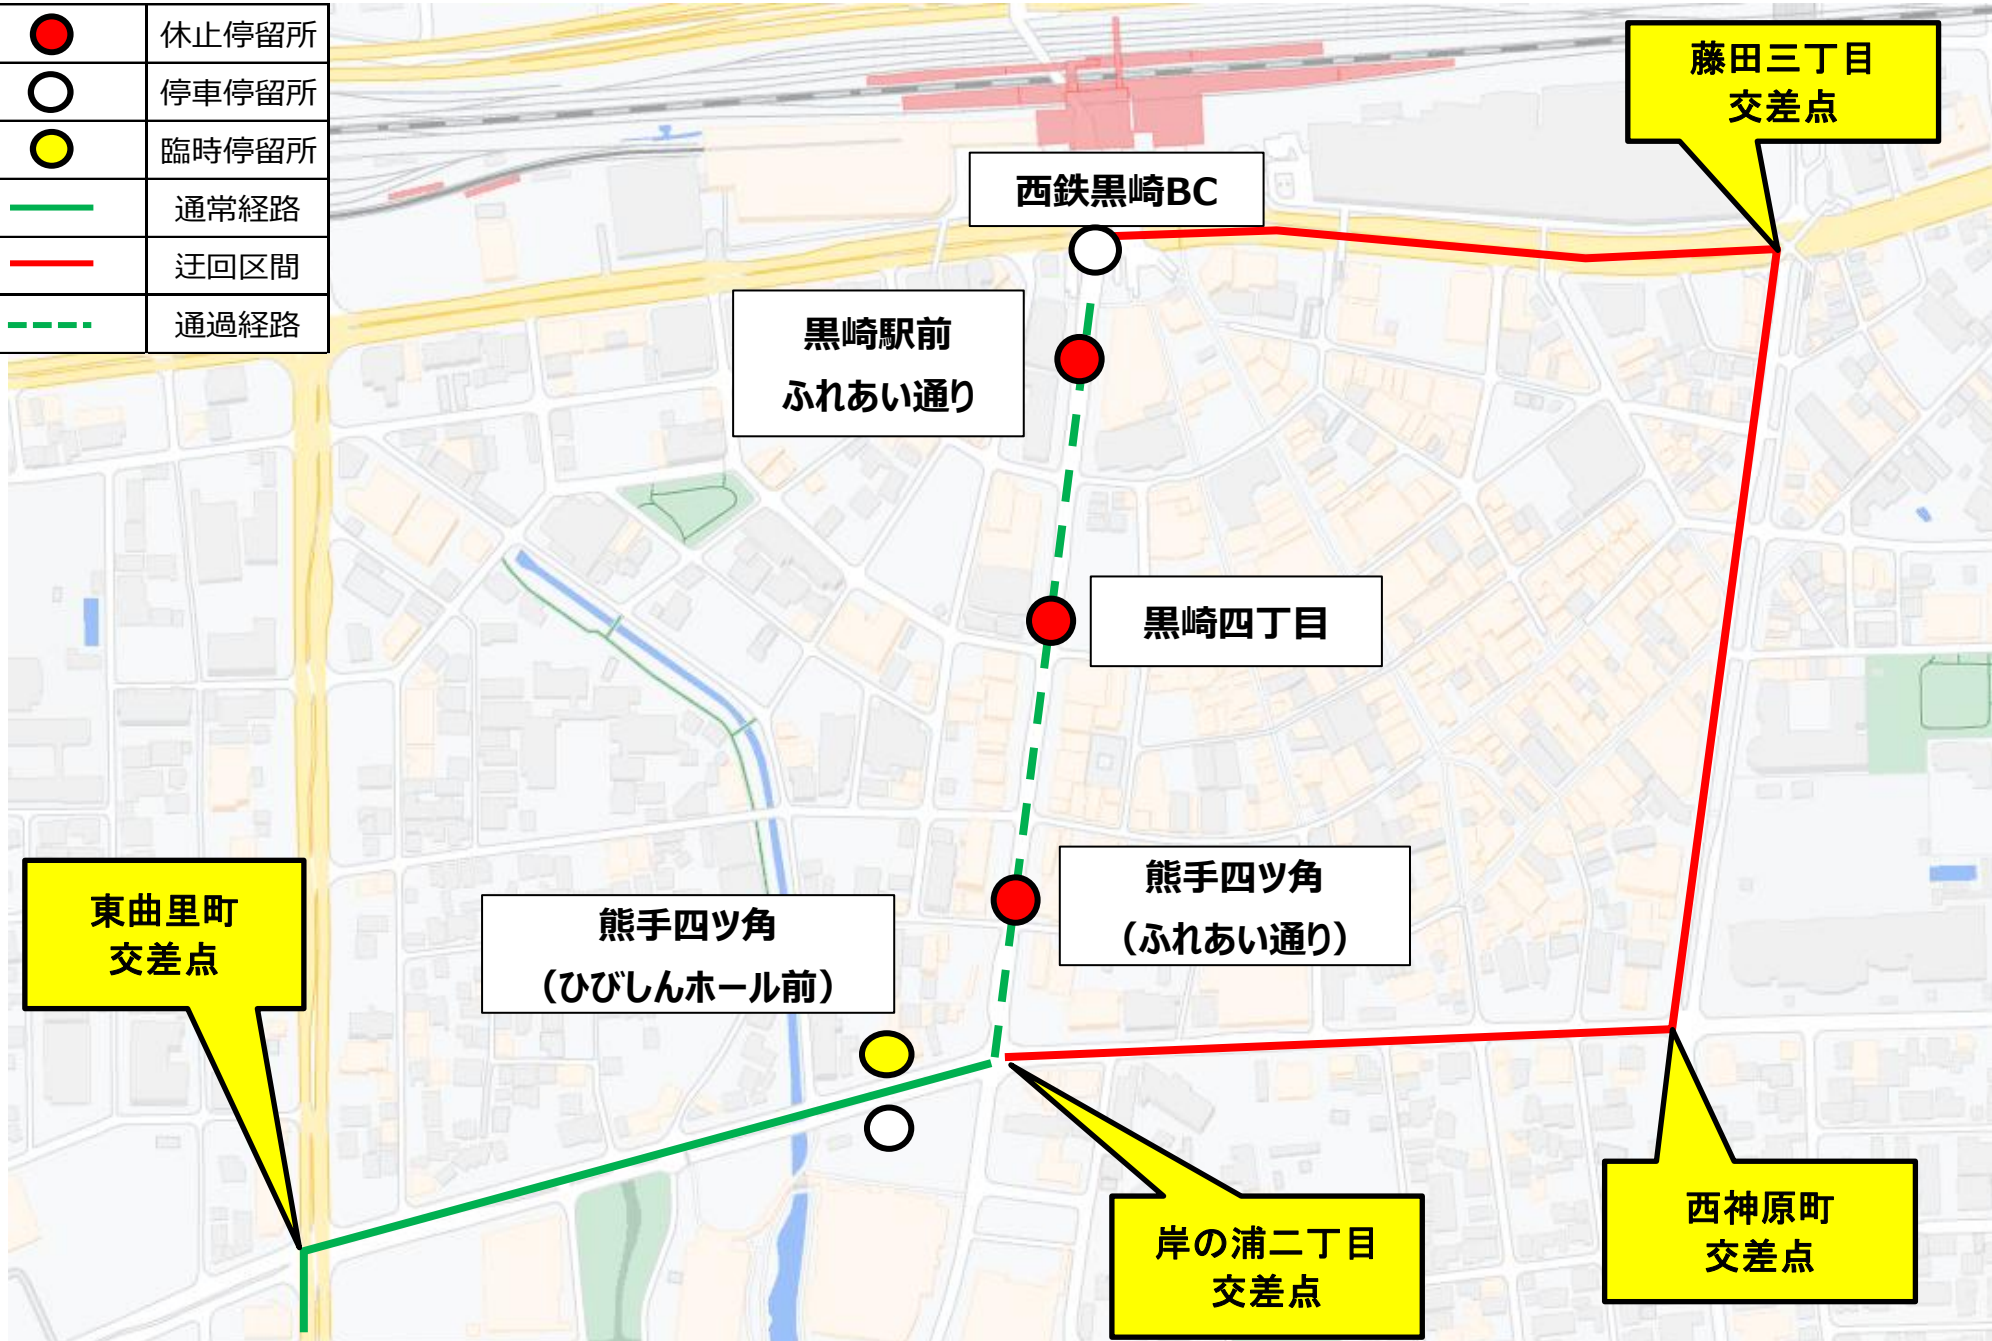 休止停留所
停車停留所
臨時停留所
通常経路
迂回区間
通過経路
藤田三丁目
交差点
西鉄黒崎BC
黒崎駅前
ふれあい通り
黒崎四丁目
熊手四ツ角
（ふれあい通り）
東曲里町
交差点
熊手四ツ角
（ひびしんホール前）
岸の浦二丁目
交差点
西神原町
交差点